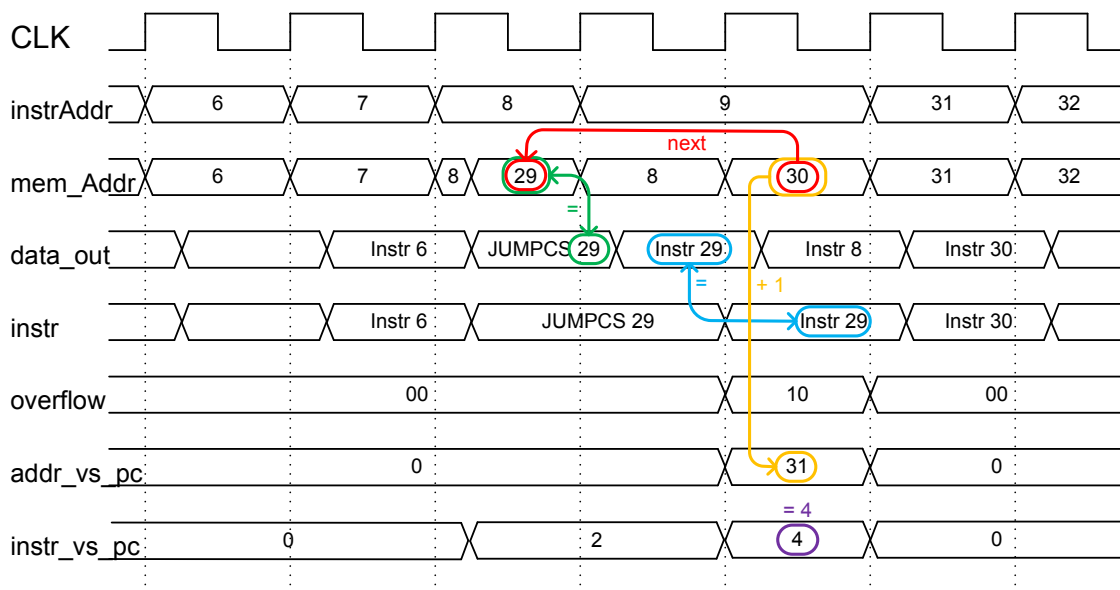 CLK
instrAddr 6 7 8 9 31 32
next
mem_Addr 6 7 8 29 8 30 31 32
=
data_out Instr 6 JUMPCS 29 Instr 29 Instr 8 Instr 30
= + 1
instr Instr 6 JUMPCS 29 Instr 29 Instr 30
overflow 00 10 00
addr_vs_pc 0 31 0
= 4
instr_vs_pc 0 2 4 0